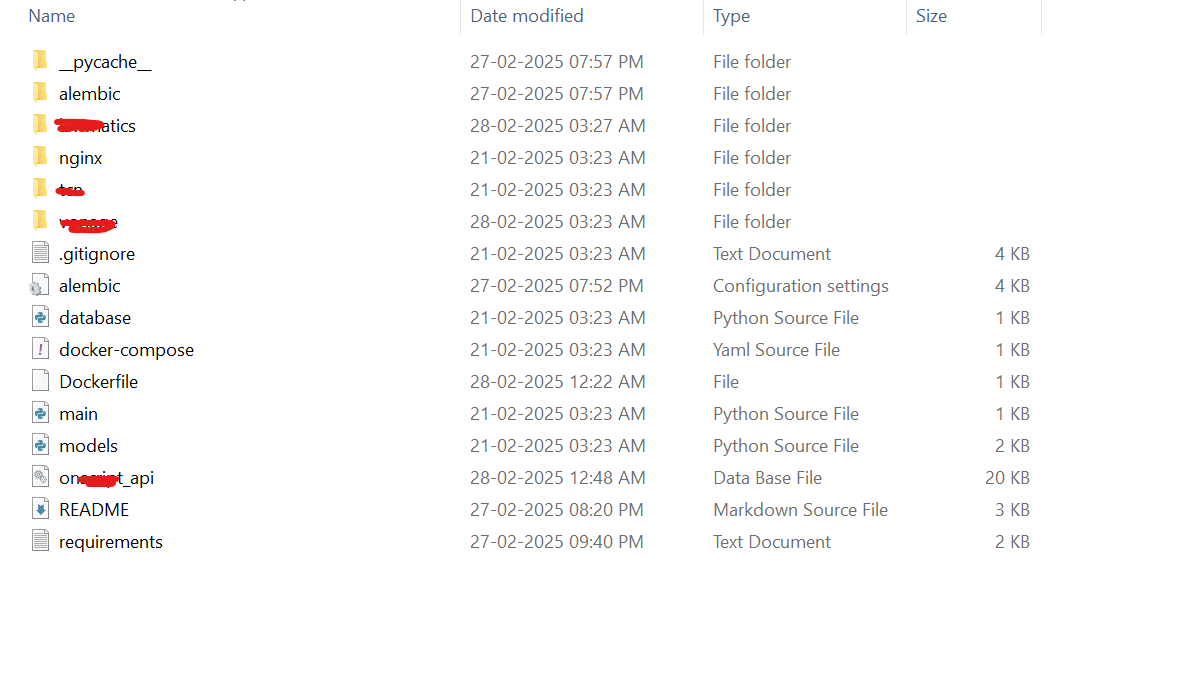 Name Date modified Type Size
__pycache__ 27-02-2025 07:57 PM File folder
alembic 27-02-2025 07:57 PM File folder
28-02-2025 03:27 AM File folder
nginx 21-02-2025 03:23 AM File folder
21-02-2025 03:23 AM File folder
28-02-2025 03:23 AM File folder
.gitignore 21-02-2025 03:23 AM Text Document 4 KB
alembic 27-02-2025 07:52 PM Configuration settings 4 KB
database 21-02-2025 03:23 AM Python Source File 1 KB
docker-compose 21-02-2025 03:23 AM Yaml Source File 1 KB
Dockerfile 28-02-2025 12:22 AM File 1 KB
main 21-02-2025 03:23 AM Python Source File 1 KB
models 21-02-2025 03:23 AM Python Source File 2 KB
28-02-2025 12:48 AM Data Base File 20 KB
README 27-02-2025 08:20 PM Markdown Source File 3 KB
requirements 27-02-2025 09:40 PM Text Document 2 KB